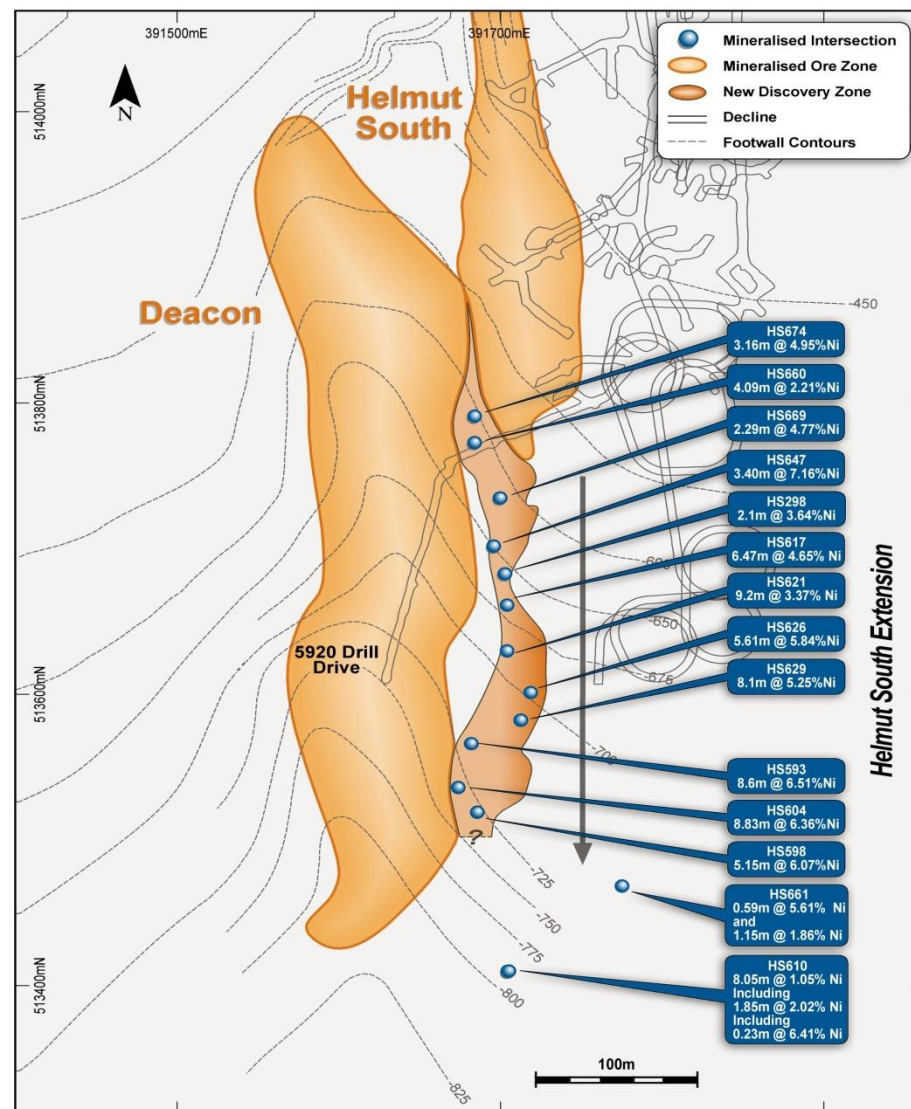 391500mE
391700mE
514000mN
513800mN
513600mN
513400mN
N
Mineralised Intersection
Mineralised Ore Zone
New Discovery Zone
Decline
Footwall Contours
Helmut
South
Deacon
-450
HS674
3.16m @ 4.95%Ni
HS660
4.09m @ 2.21%Ni
HS669
2.29m @ 4.77%Ni
HS647
3.40m @ 7.16%Ni
HS298
2.1m @ 3.64%Ni
HS617
6.47m @ 4.65% Ni
HS621
9.2m @ 3.37% Ni
HS626
5.61m @ 5.84%Ni
HS629
8.1m @ 5.25%Ni
HS593
8.6m @ 6.51%Ni
HS604
8.83m @ 6.36%Ni
HS598
5.15m @ 6.07%Ni
HS661
0.59m @ 5.61% Ni
and
1.15m @ 1.86% Ni
HS610
8.05m @ 1.05% Ni
Including
1.85m @ 2.02% Ni
Including
0.23m @ 6.41% Ni
Helmut South Extension
5920 Drill
Drive
-650
-675
-700
-725
-750
-775
-800
-825
?
100m